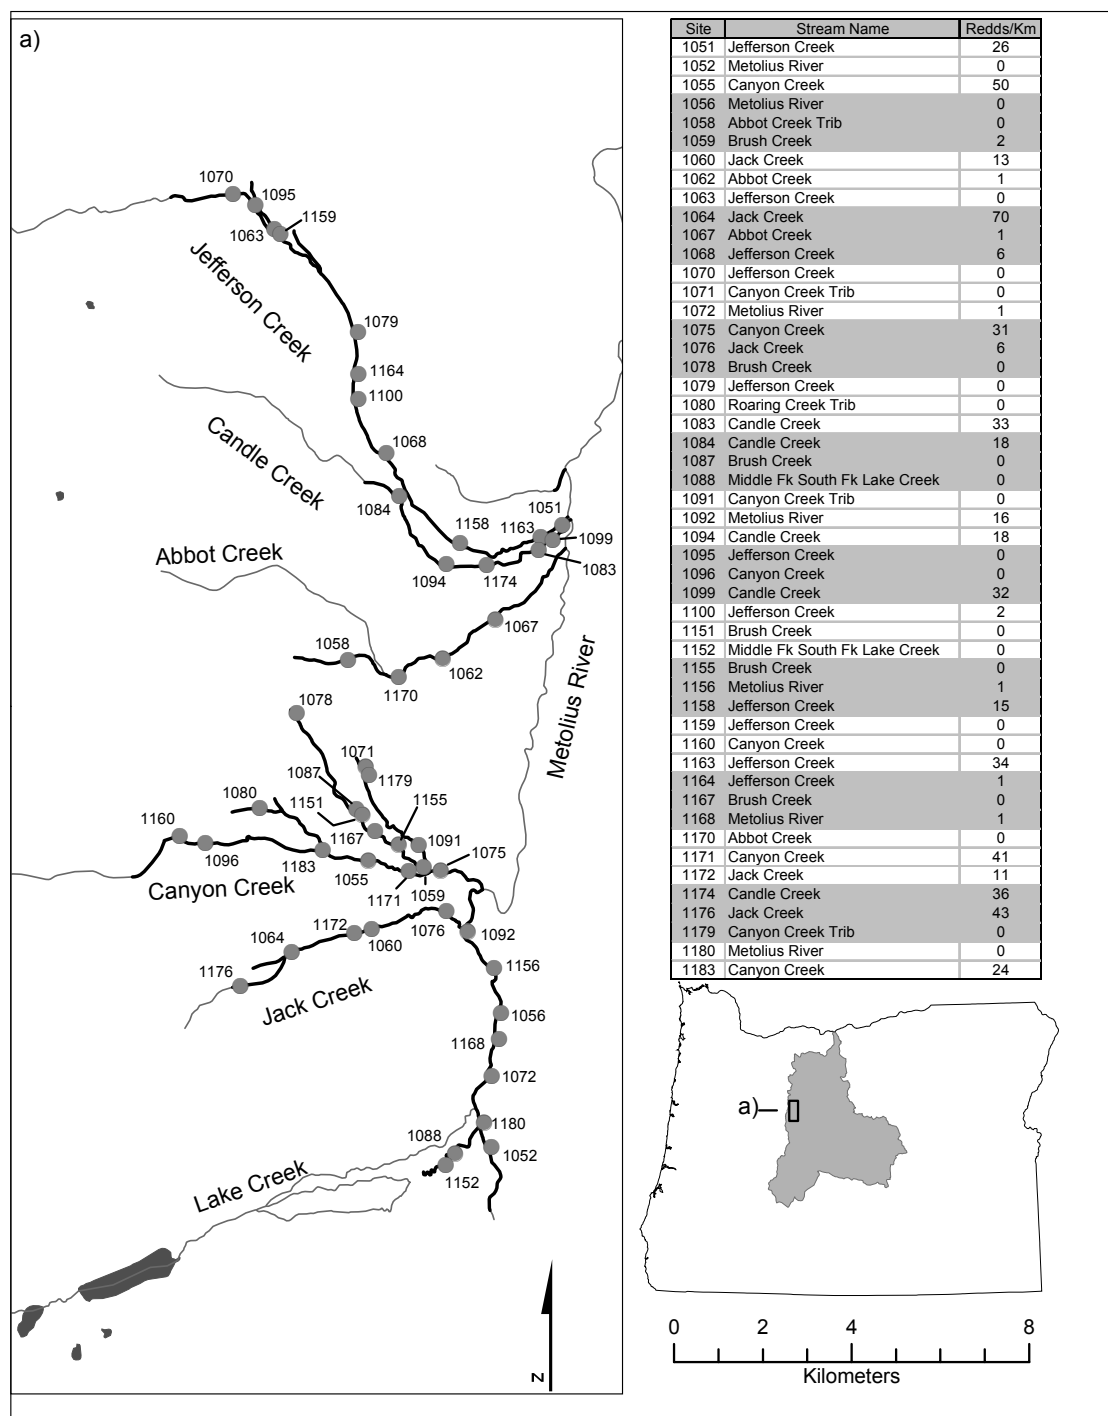 a)
1070
1095
1159
1063
Jefferson Creek
1079
1164
1100
Candle Creek
1068
1084
1051
1163
1158
1099
1094
1174
1083
Abbot Creek
1067
1058
1062
1170
Metolius River
1078
1071
1087
1179
1080
1151
1155
1160
1167
1091
1075
1096
1183
1055
Canyon Creek
1171
1059
1172
1076
1064
1060
1092
1176
1156
Jack Creek
1056
1168
1072
1180
1088
1052
1152
Lake Creek
N
Site Stream Name Redds/Km
1051 Jefferson Creek 26
1052 Metolius River 0
1055 Canyon Creek 50
1056 Metolius River 0
1058 Abbot Creek Trib 0
1059 Brush Creek 2
1060 Jack Creek 13
1062 Abbot Creek 1
1063 Jefferson Creek 0
1064 Jack Creek 70
1067 Abbot Creek 1
1068 Jefferson Creek 6
1070 Jefferson Creek 0
1071 Canyon Creek Trib 0
1072 Metolius River 1
1075 Canyon Creek 31
1076 Jack Creek 6
1078 Brush Creek 0
1079 Jefferson Creek 0
1080 Roaring Creek Trib 0
1083 Candle Creek 33
1084 Candle Creek 18
1087 Brush Creek 0
1088 Middle Fk South Fk Lake Creek 0
1091 Canyon Creek Trib 0
1092 Metolius River 16
1094 Candle Creek 18
1095 Jefferson Creek 0
1096 Canyon Creek 0
1099 Candle Creek 32
1100 Jefferson Creek 2
1151 Brush Creek 0
1152 Middle Fk South Fk Lake Creek 0
1155 Brush Creek 0
1156 Metolius River 1
1158 Jefferson Creek 15
1159 Jefferson Creek 0
1160 Canyon Creek 0
1163 Jefferson Creek 34
1164 Jefferson Creek 1
1167 Brush Creek 0
1168 Metolius River 1
1170 Abbot Creek 0
1171 Canyon Creek 41
1172 Jack Creek 11
1174 Candle Creek 36
1176 Jack Creek 43
1179 Canyon Creek Trib 0
1180 Metolius River 0
1183 Canyon Creek 24
a)
0 2 4 8
Kilometers